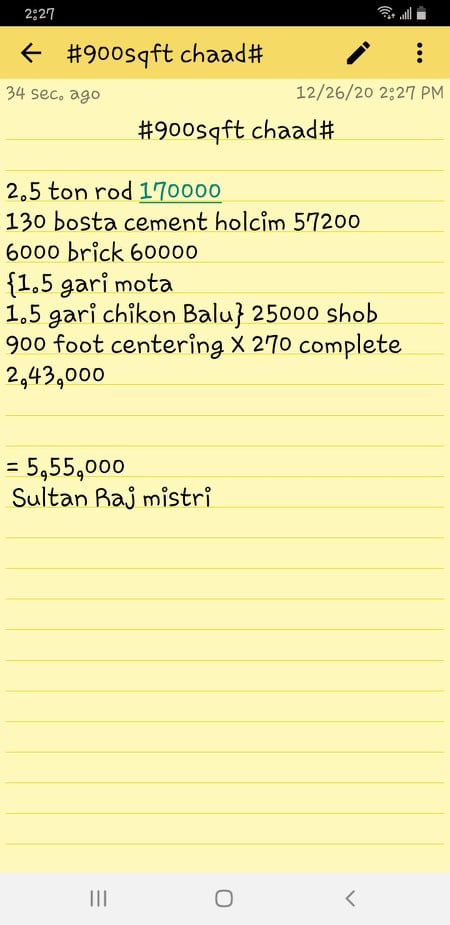 2:27
#900sqft chaad#
34 sec. ago 12/26/20 2:27 PM
#900sqft chaad#
2.5 ton rod 170000
130 bosta cement holcim 57200
6000 brick 60000
{1.5 gari mota
1.5 gari chikon Balu} 25000 shob
900 foot centering X 270 complete
2,43,000
= 5,55,000
Sultan Raj mistri